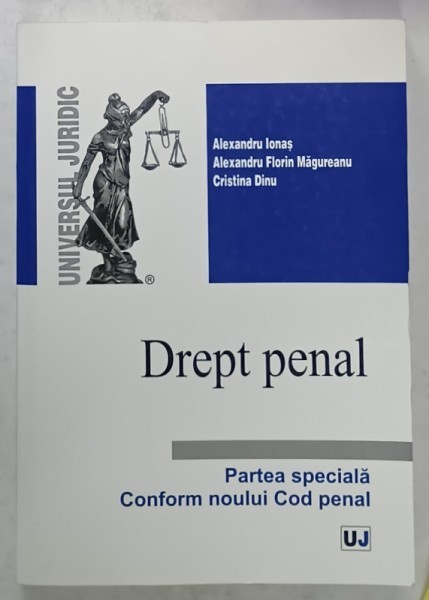 UNIVERSUL JURIDIC
Alexandru Ionaș
Alexandru Florin Măgureanu
Cristina Dinu
®
Drept penal
Partea specială
Conform noului Cod penal
UJ